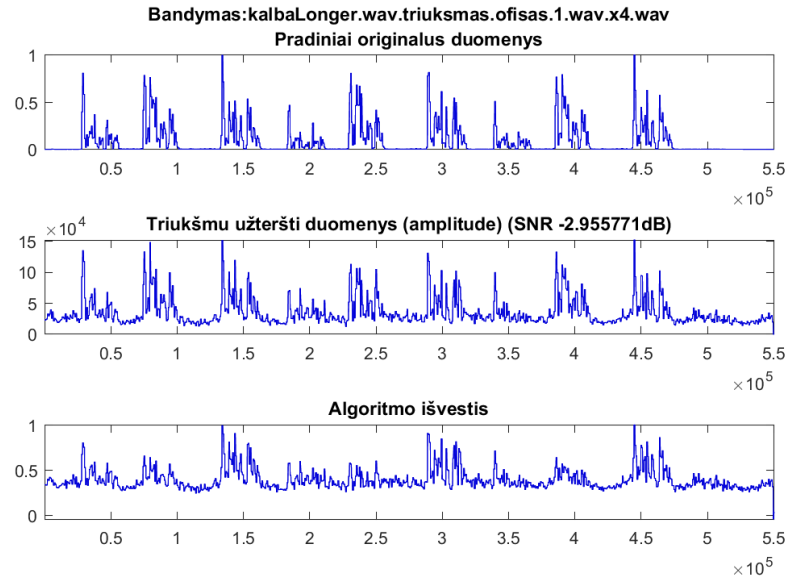 Bandymas:kalbaLonger.wav.triuksmas.ofisas.1.wav.x4.wav
Pradiniai originalus duomenys
1
0.5
0
0.5 1 1.5 2 2.5 3 3.5 4 4.5 5 5.5
×10^5
Triukšmu užteršti duomenys (amplitude) (SNR -2.955771dB)
×10^4
15
10
5
0
0.5 1 1.5 2 2.5 3 3.5 4 4.5 5 5.5
×10^5
Algoritmo išvestis
1
0.5
0
0.5 1 1.5 2 2.5 3 3.5 4 4.5 5 5.5
×10^5